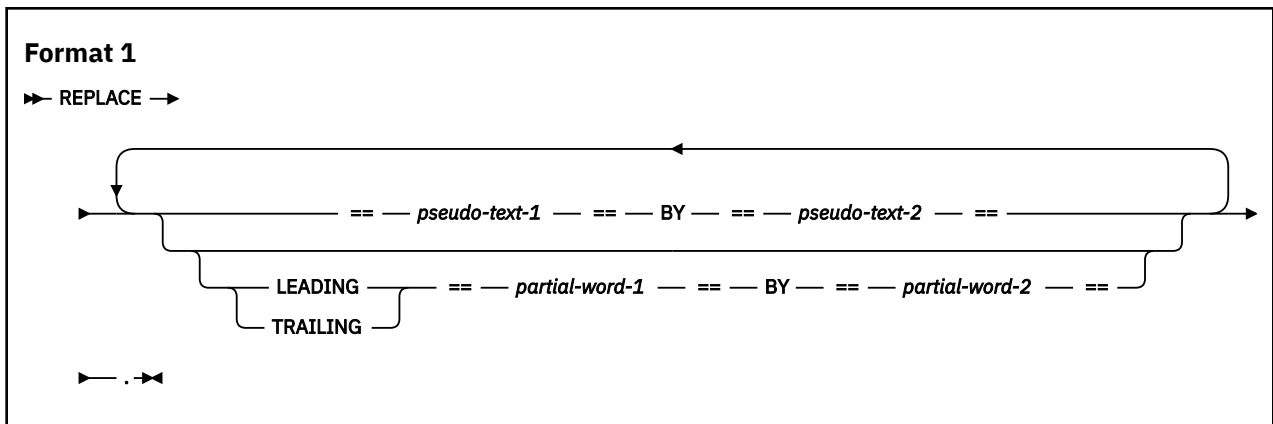 Format 1
REPLACE
== pseudo-text-1 == BY == pseudo-text-2 ==
LEADING == partial-word-1 == BY == partial-word-2 ==
TRAILING
.